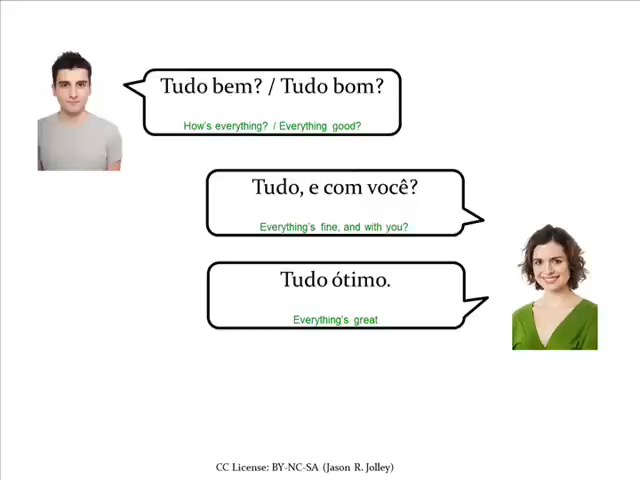 Tudo bem? / Tudo bom?
How's everything? / Everything good?
Tudo, e com você?
Everything's fine, and with you?
Tudo ótimo.
Everything's great
CC License: BY-NC-SA (Jason R. Jolley)